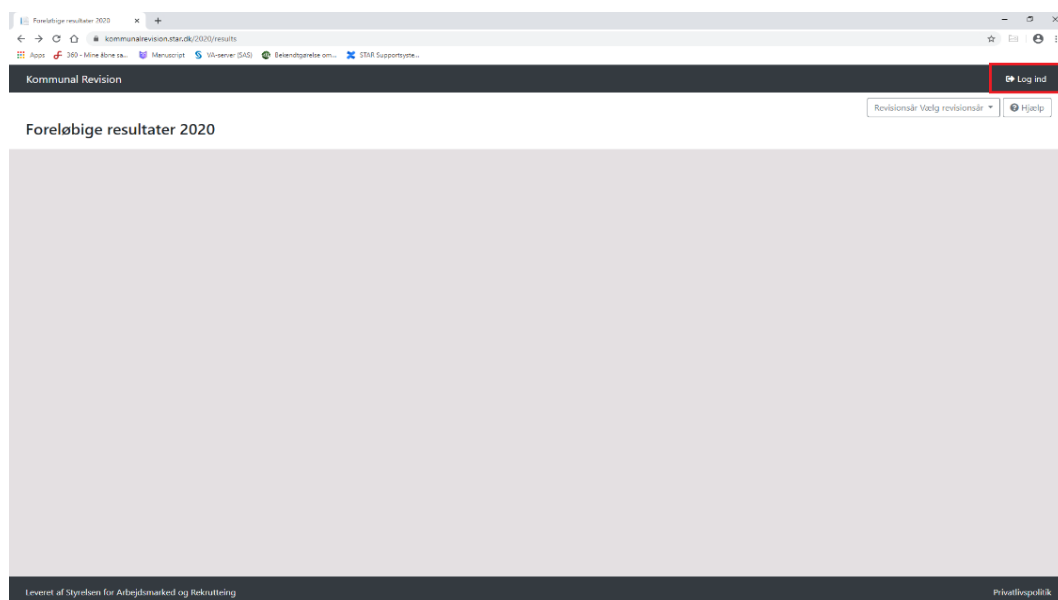 Foreløbige resultater 2020
kommunalrevision.star.dk/2020/results
Apps 360 - Mine åbne sa... Manuscript VA-server (SAS) Bekendtgørelse om... STAR Supportsyste...
Kommunal Revision Log ind
Revisionsår Vælg revisionsår Hjælp
Foreløbige resultater 2020
Leveret af Styrelsen for Arbejdsmarked og Rekrutteing Privatlivspolitik